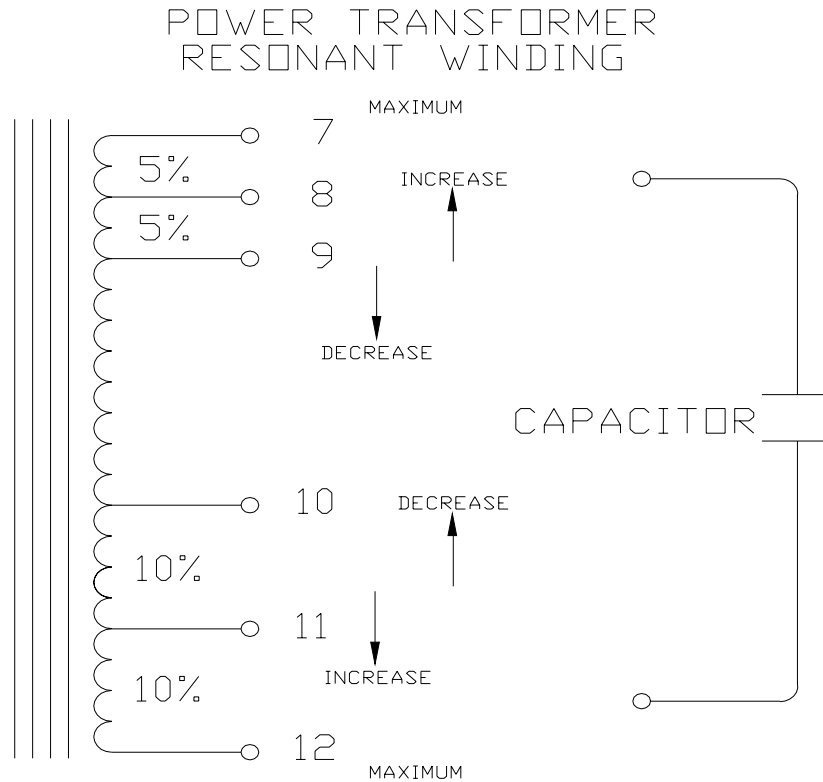 POWER TRANSFORMER
RESONANT WINDING
MAXIMUM
7
5%
INCREASE
8
5%
9
DECREASE
CAPACITOR
10
DECREASE
10%
11
INCREASE
10%
12
MAXIMUM